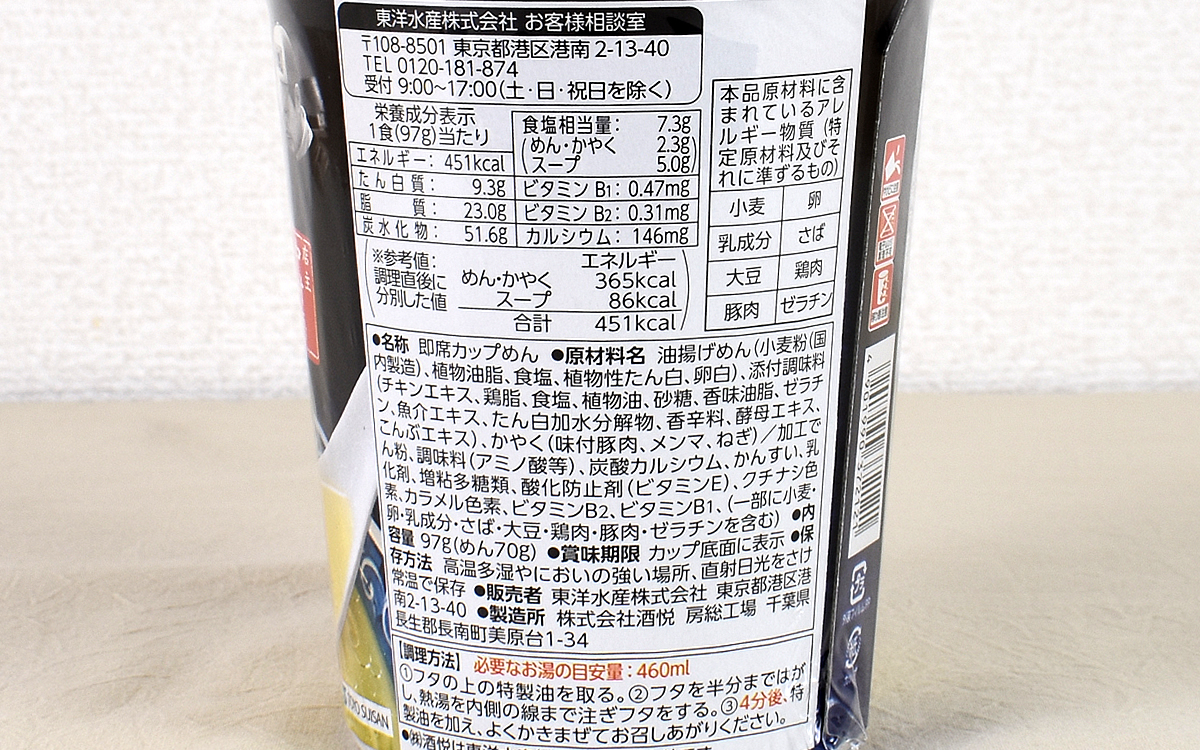 東洋水産株式会社 お客様相談室
〒108-8501 東京都港区港南 2-13-40
TEL 0120-181-874
受付 9:00~17:00(土・日・祝日を除く)
栄養成分表示
1食(97g)当たり
エネルギー: 451kcal
たん白質: 9.3g
脂質: 23.0g
炭水化物: 51.6g
食塩相当量: 7.3g
(めん・かやく 2.3g
スープ 5.0g)
ビタミン B1: 0.47mg
ビタミン B2: 0.31mg
カルシウム: 146mg
※参考値:
調理直後に
分別した値
エネルギー
めん・かやく 365kcal
スープ 86kcal
合計 451kcal
本品原材料に含
まれているアレ
ルギー物質(特
定原材料及びそ
れに準ずるもの)
小麦 卵
乳成分 さば
大豆 鶏肉
豚肉 ゼラチン
●名称 即席カップめん ●原材料名 油揚げめん(小麦粉(国
内製造)、植物油脂、食塩、植物性たん白、卵白)、添付調味料
(チキンエキス、鶏脂、食塩、植物油、砂糖、香味油脂、ゼラチ
ン、魚介エキス、たん白加水分解物、香辛料、酵母エキス、
こんぶエキス)、かやく(味付豚肉、メンマ、ねぎ)/加工で
ん粉、調味料(アミノ酸等)、炭酸カルシウム、かんすい、乳
化剤、増粘多糖類、酸化防止剤(ビタミンE)、クチナシ色
素、カラメル色素、ビタミンB2、ビタミンB1、(一部に小麦・
卵・乳成分・さば・大豆・鶏肉・豚肉・ゼラチンを含む) ●内
容量 97g(めん70g) ●賞味期限 カップ底面に表示 ●保
存方法 高温多湿やにおいの強い場所、直射日光をさけ
常温で保存 ●販売者 東洋水産株式会社 東京都港区港
南2-13-40 ●製造所 株式会社酒悦 房総工場 千葉県
長生郡長南町美原台1-34
【調理方法】 必要なお湯の目安量:460ml
①フタの上の特製油を取る。②フタを半分まではが
し、熱湯を内側の線まで注ぎフタをする。③4分後、特
製油を加え、よくかきまぜてお召しあがりください。
●㈱酒悦は東洋水
TOYO SUISAN